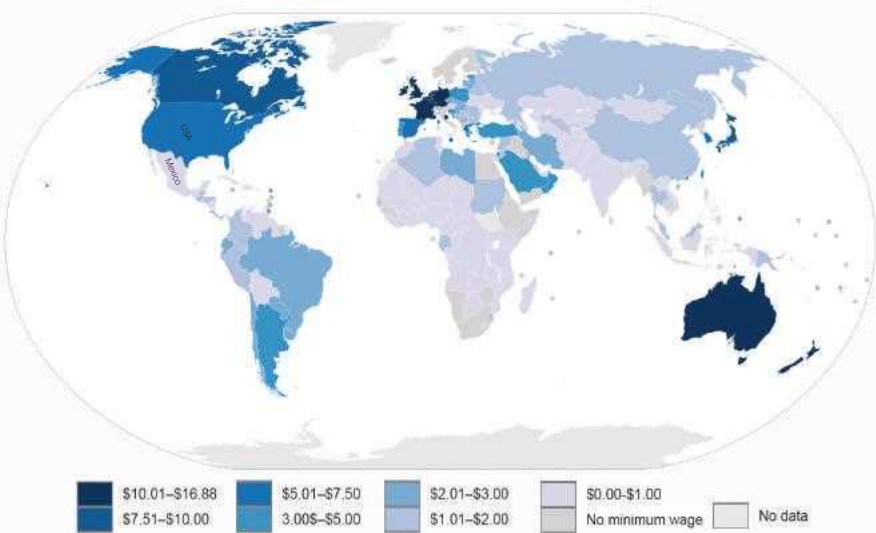 USA
Mexico
$10.01–$16.88
$5.01–$7.50
$2.01–$3.00
$0.00-$1.00
$7.51–$10.00
3.00$–$5.00
$1.01–$2.00
No minimum wage
No data